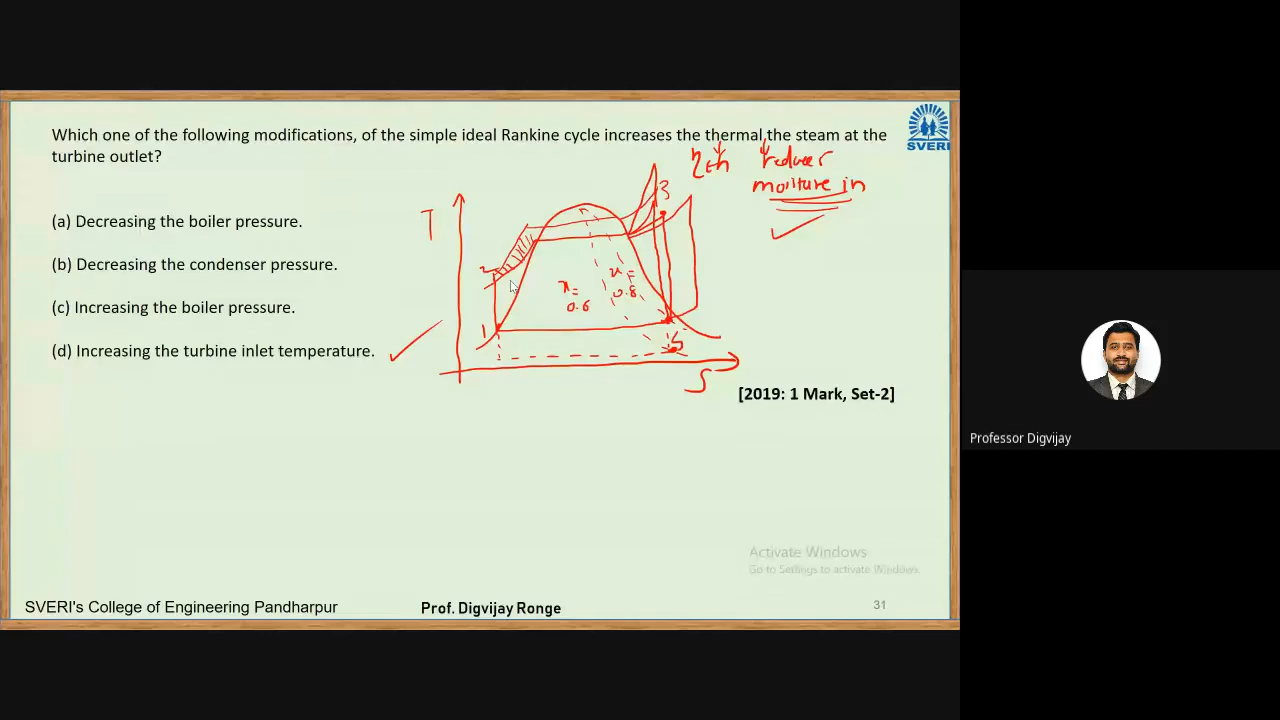 Which one of the following modifications, of the simple ideal Rankine cycle increases the thermal,the steam at the
turbine outlet?
SVERI
ηth
reduces
moisture in
(a) Decreasing the boiler pressure.
(b) Decreasing the condenser pressure.
(c) Increasing the boiler pressure.
(d) Increasing the turbine inlet temperature.
T
3
2
x=
0.6
x=
0.8
1
S
[2019: 1 Mark, Set-2]
Professor Digvijay
Activate Windows
Go to Settings to activate Windows.
SVERI's College of Engineering Pandharpur
Prof. Digvijay Ronge
31